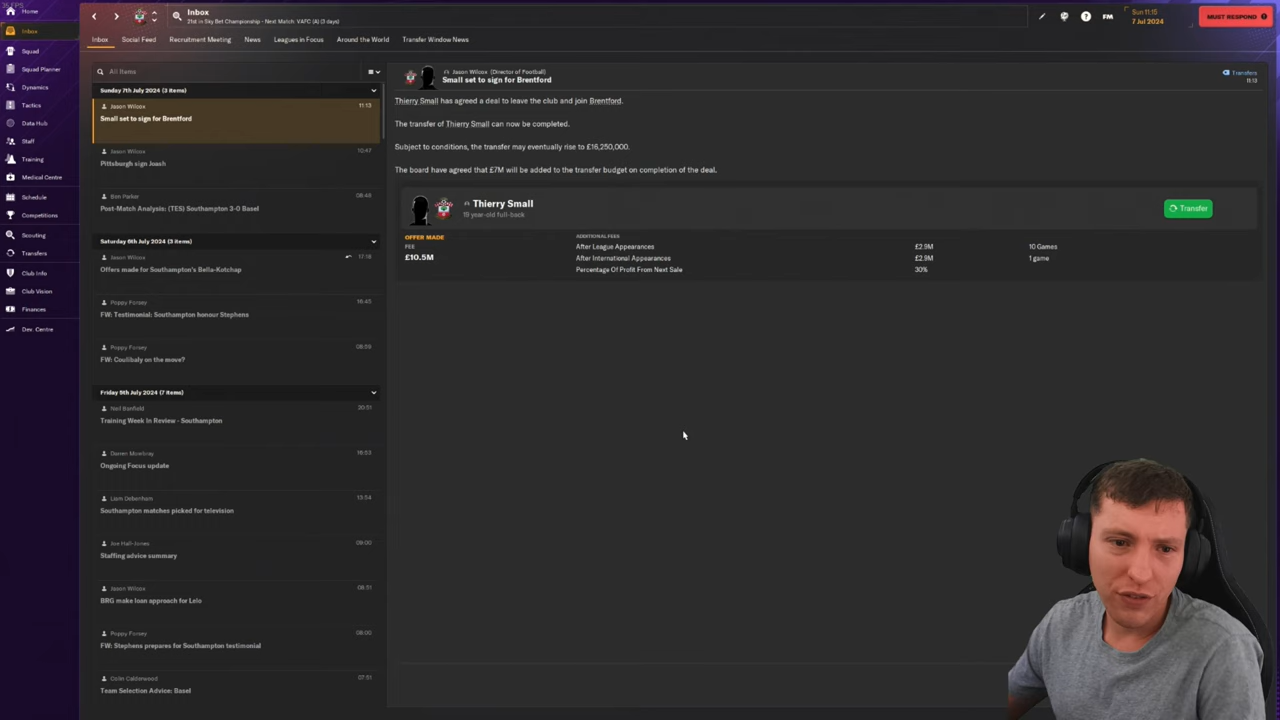 36 FPS
Home
Inbox
Squad
Squad Planner
Dynamics
Tactics
Data Hub
Staff
Training
Medical Centre
Schedule
Competitions
Scouting
Transfers
Club Info
Club Vision
Finances
Dev. Centre
Inbox
21st in Sky Bet Championship - Next Match: VAFC (A) (3 days)
FM
Sun 11:15
7 Jul 2024
MUST RESPOND
Inbox Social Feed Recruitment Meeting News Leagues in Focus Around the World Transfer Window News
All Items
Sunday 7th July 2024 (3 Items)
Jason Wilcox 11:13
Small set to sign for Brentford
Jason Wilcox 10:47
Pittsburgh sign Joash
Ben Parker 08:48
Post-Match Analysis: (TES) Southampton 3-0 Basel
Saturday 6th July 2024 (3 Items)
Jason Wilcox 17:18
Offers made for Southampton's Bella-Kotchap
Poppy Forsey 16:45
FW: Testimonial: Southampton honour Stephens
Poppy Forsey 08:59
FW: Coulibaly on the move?
Friday 5th July 2024 (7 Items)
Neil Banfield 20:51
Training Week In Review - Southampton
Darren Mowbray 16:53
Ongoing Focus update
Liam Debenham 13:54
Southampton matches picked for television
Joe Hall-Jones 09:00
Staffing advice summary
Jason Wilcox 08:51
BRG make loan approach for Lelo
Poppy Forsey 08:00
FW: Stephens prepares for Southampton testimonial
Colin Calderwood 07:51
Team Selection Advice: Basel
Jason Wilcox (Director of Football)
Small set to sign for Brentford
Transfers
11:13
Thierry Small has agreed a deal to leave the club and join Brentford.
The transfer of Thierry Small can now be completed.
Subject to conditions, the transfer may eventually rise to £16,250,000.
The board have agreed that £7M will be added to the transfer budget on completion of the deal.
Thierry Small
19 year-old full-back
Transfer
OFFER MADE
FEE
£10.5M
ADDITIONAL FEES
After League Appearances £2.9M 10 Games
After International Appearances £2.9M 1 game
Percentage Of Profit From Next Sale 30%